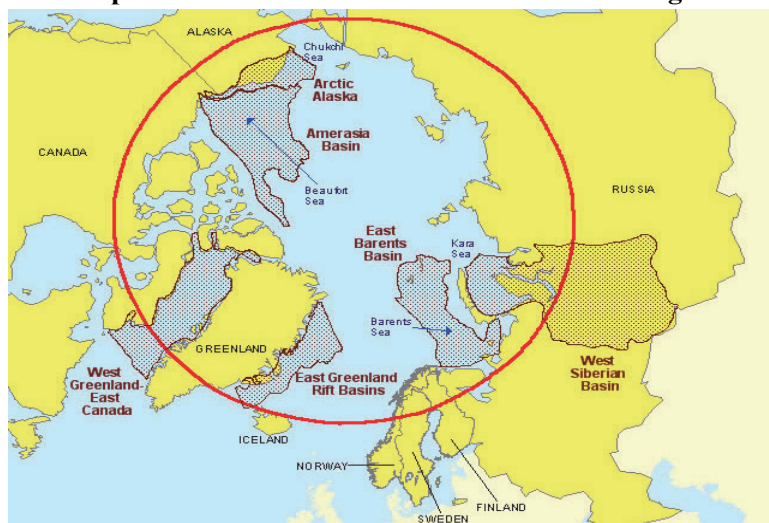 ALASKA
Chukchi
Sea
Arctic
Alaska
Amerasia
Basin
CANADA
Beaufort
Sea
RUSSIA
East
Barents
Basin
Kara
Sea
Barents
Sea
GREENLAND
West
Greenland-
East
Canada
East Greenland
Rift Basins
West
Siberian
Basin
ICELAND
NORWAY
FINLAND
SWEDEN